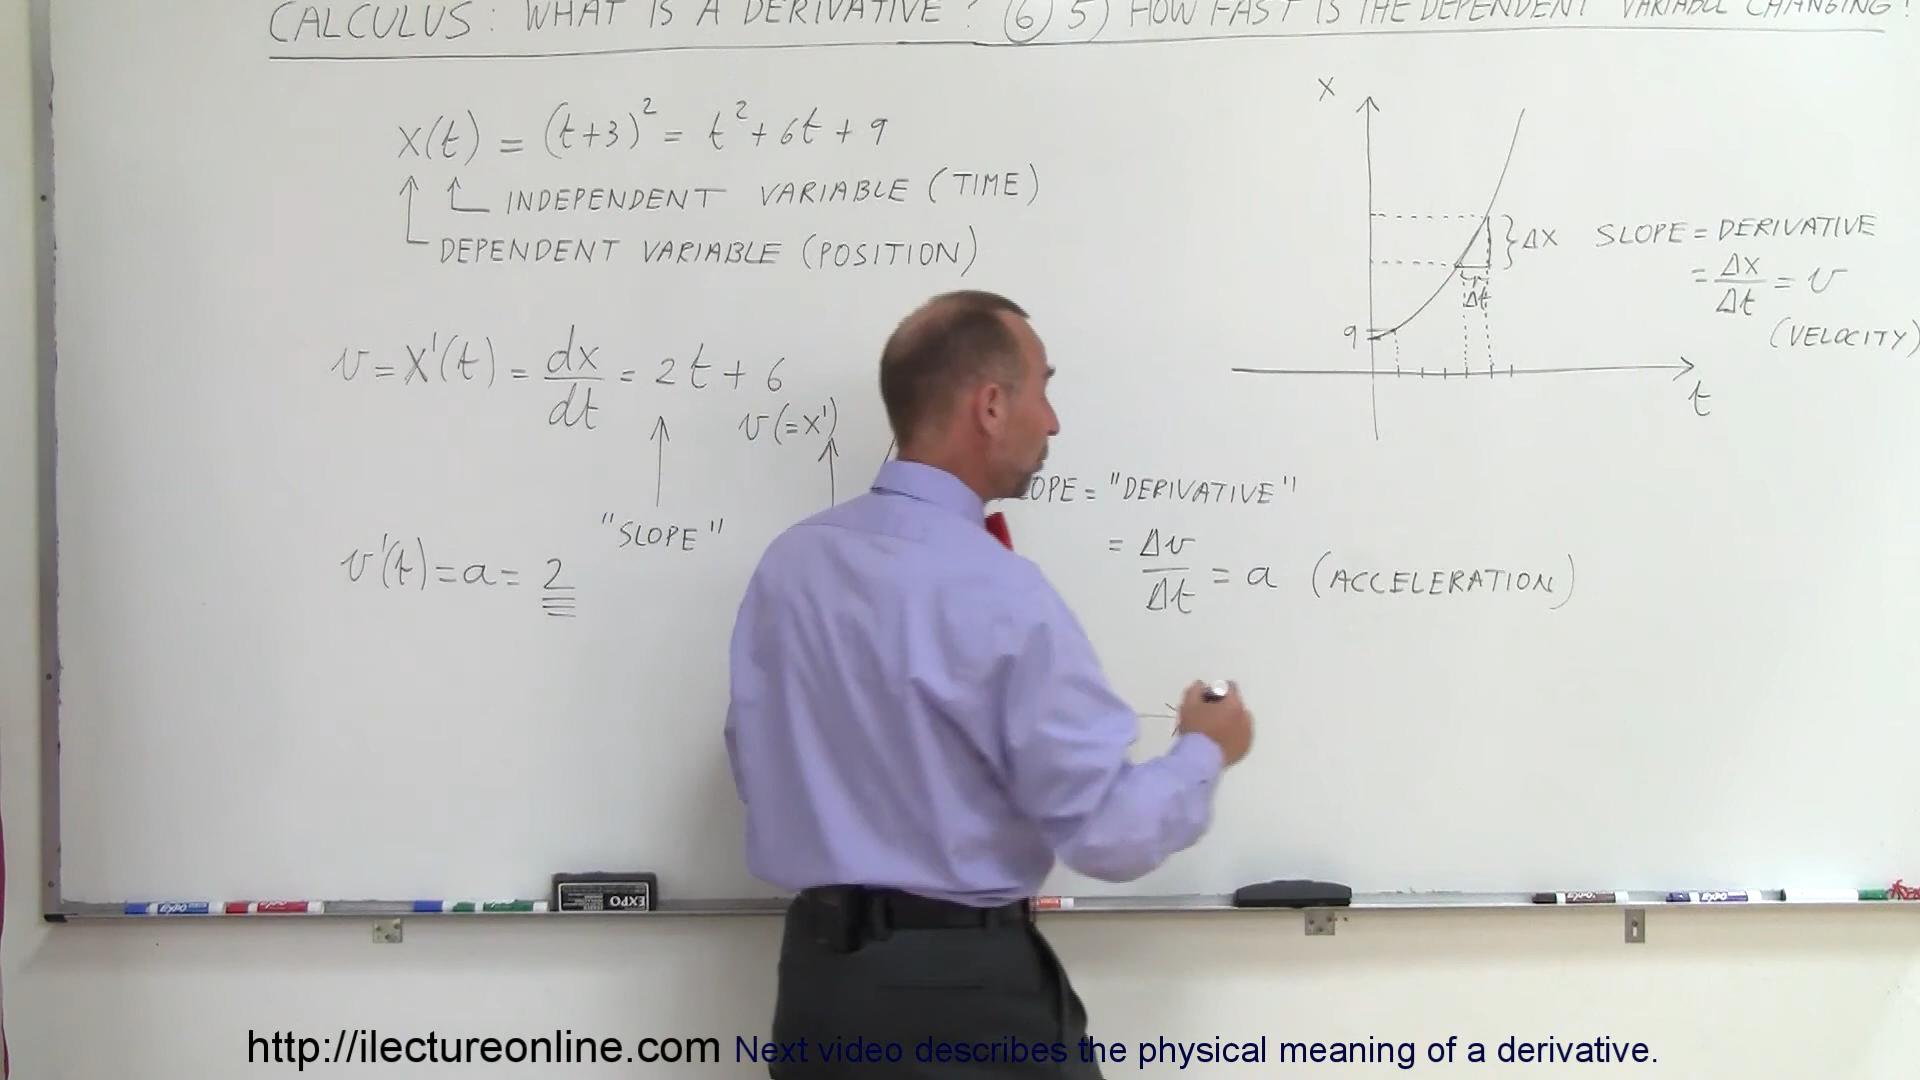 CALCULUS: WHAT IS A DERIVATIVE? (6) 5) HOW FAST IS THE DEPENDENT VARIABLE CHANGING?
X(t) = (t+3)² = t² + 6t + 9
INDEPENDENT VARIABLE (TIME)
DEPENDENT VARIABLE (POSITION)
v = X'(t) = dx/dt = 2t + 6
v(=x')
"SLOPE"
v'(t) = a = 2
X
9
Δt
}ΔX
t
SLOPE = DERIVATIVE
= ΔX/Δt = v
(VELOCITY)
= "DERIVATIVE"
= Δv/Δt = a (ACCELERATION)
EXPO
EXPO
EXPO
http://ilectureonline.com Next video describes the physical meaning of a derivative.